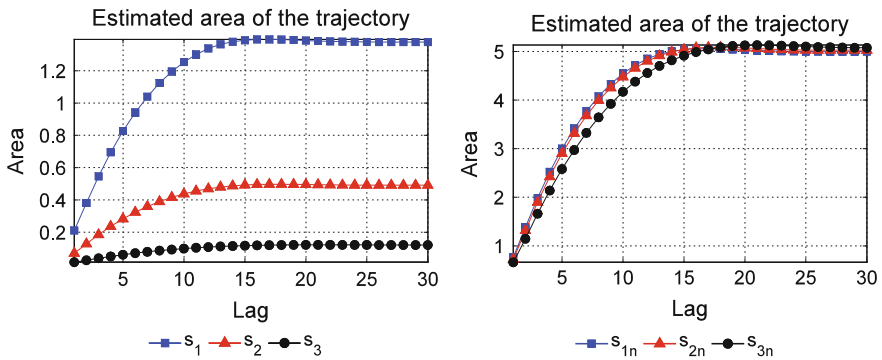 Estimated area of the trajectory
Area
1.2
1
0.8
0.6
0.4
0.2
5 10 15 20 25 30
Lag
s1 s2 s3
Estimated area of the trajectory
Area
5
4
3
2
1
5 10 15 20 25 30
Lag
s1n s2n s3n